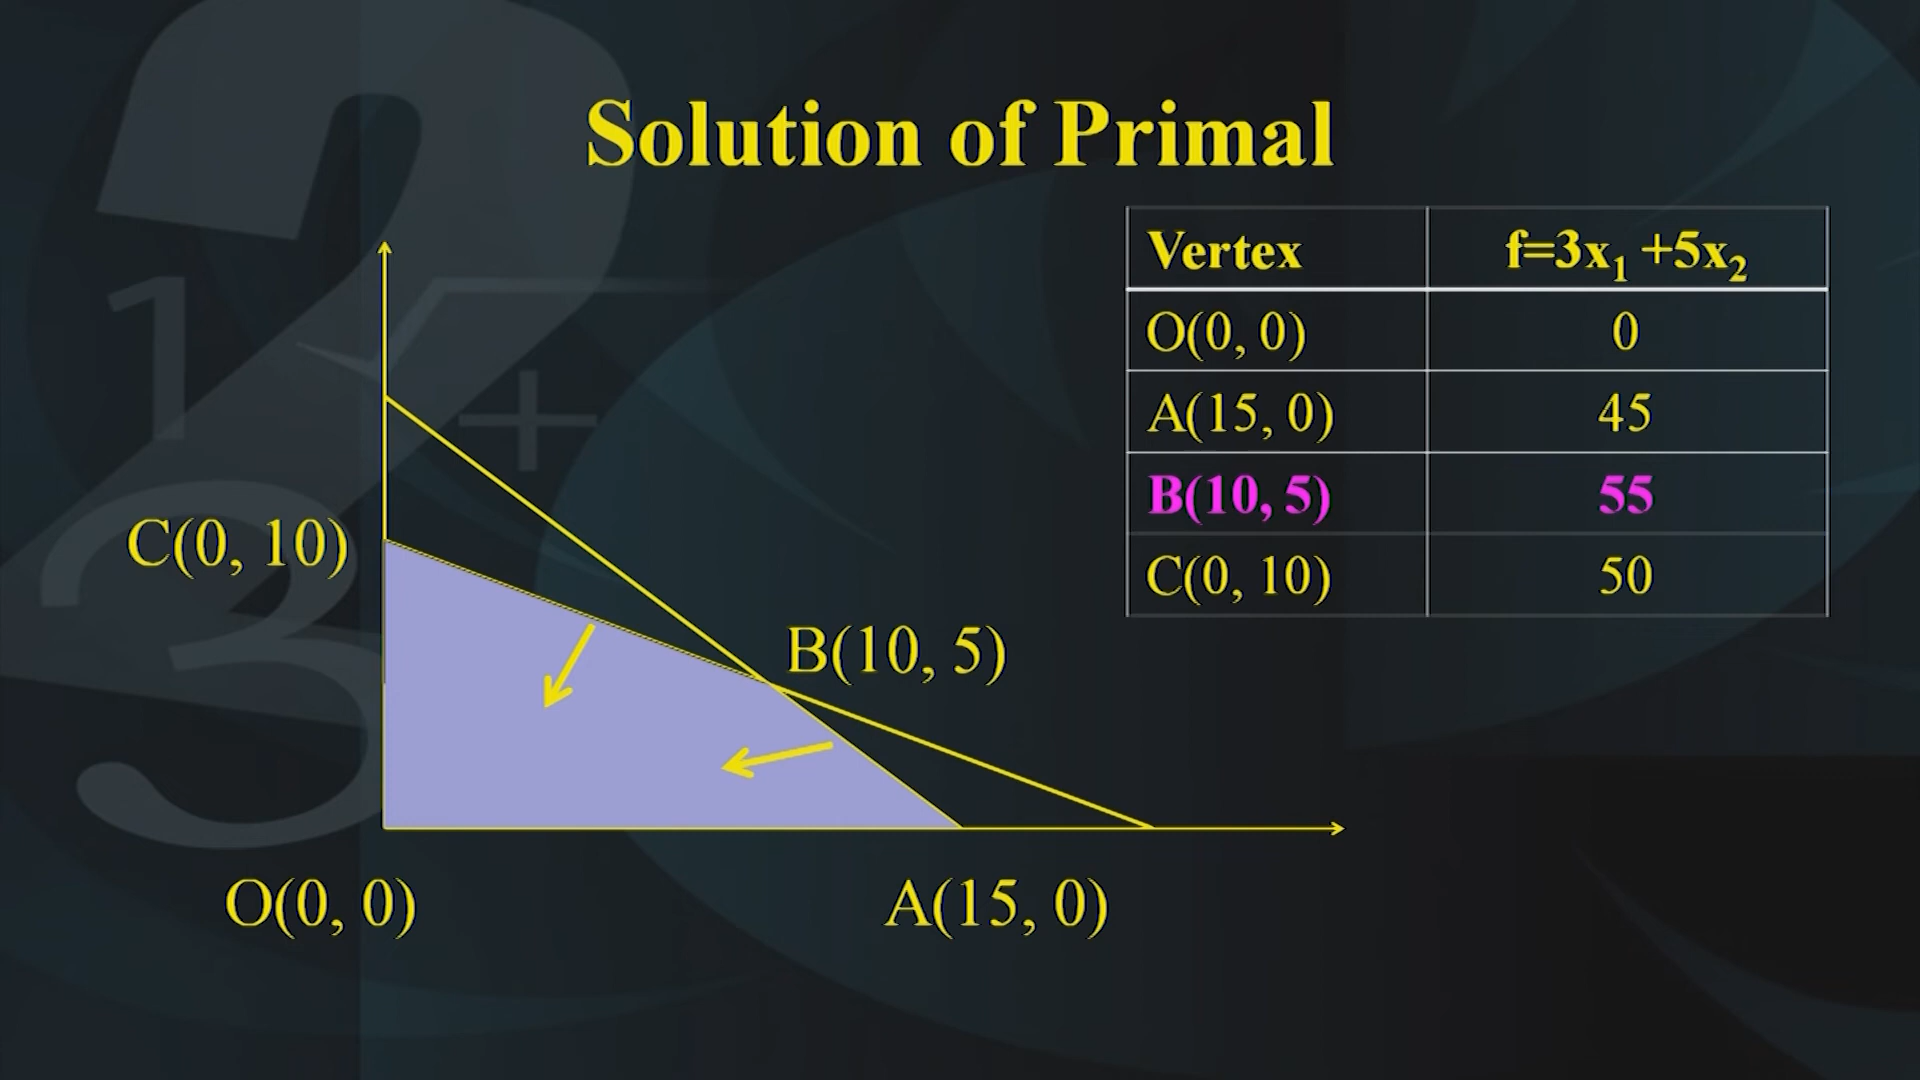 Solution of Primal
Vertex f=3x₁ +5x₂
O(0, 0) 0
A(15, 0) 45
B(10, 5) 55
C(0, 10) 50
C(0, 10)
B(10, 5)
O(0, 0)
A(15, 0)